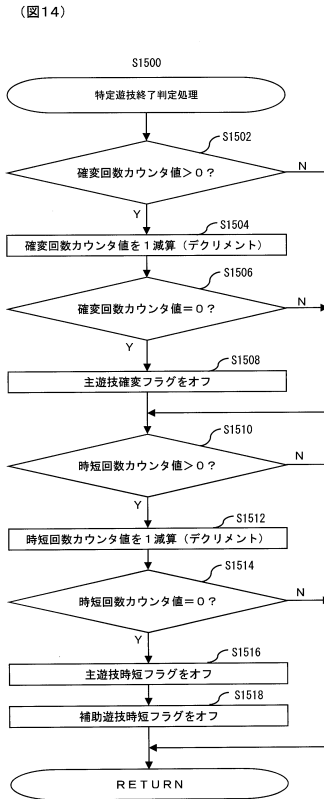 (図14)
S1500
特定遊技終了判定処理
S1502
確変回数カウンタ値>0?
N
Y
S1504
確変回数カウンタ値を1減算(デクリメント)
S1506
確変回数カウンタ値=0?
N
Y
S1508
主遊技確変フラグをオフ
S1510
時短回数カウンタ値>0?
N
Y
S1512
時短回数カウンタ値を1減算(デクリメント)
S1514
時短回数カウンタ値=0?
N
Y
S1516
主遊技時短フラグをオフ
S1518
補助遊技時短フラグをオフ
RETURN